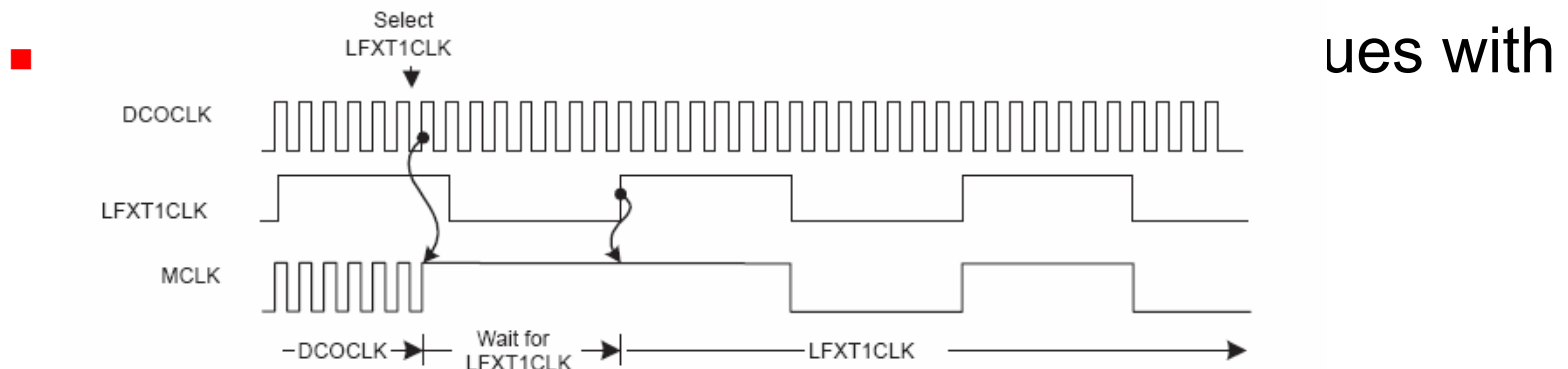 Select
LFXT1CLK
ues with
DCOCLK
LFXT1CLK
MCLK
DCOCLK
Wait for
LFXT1CLK
LFXT1CLK